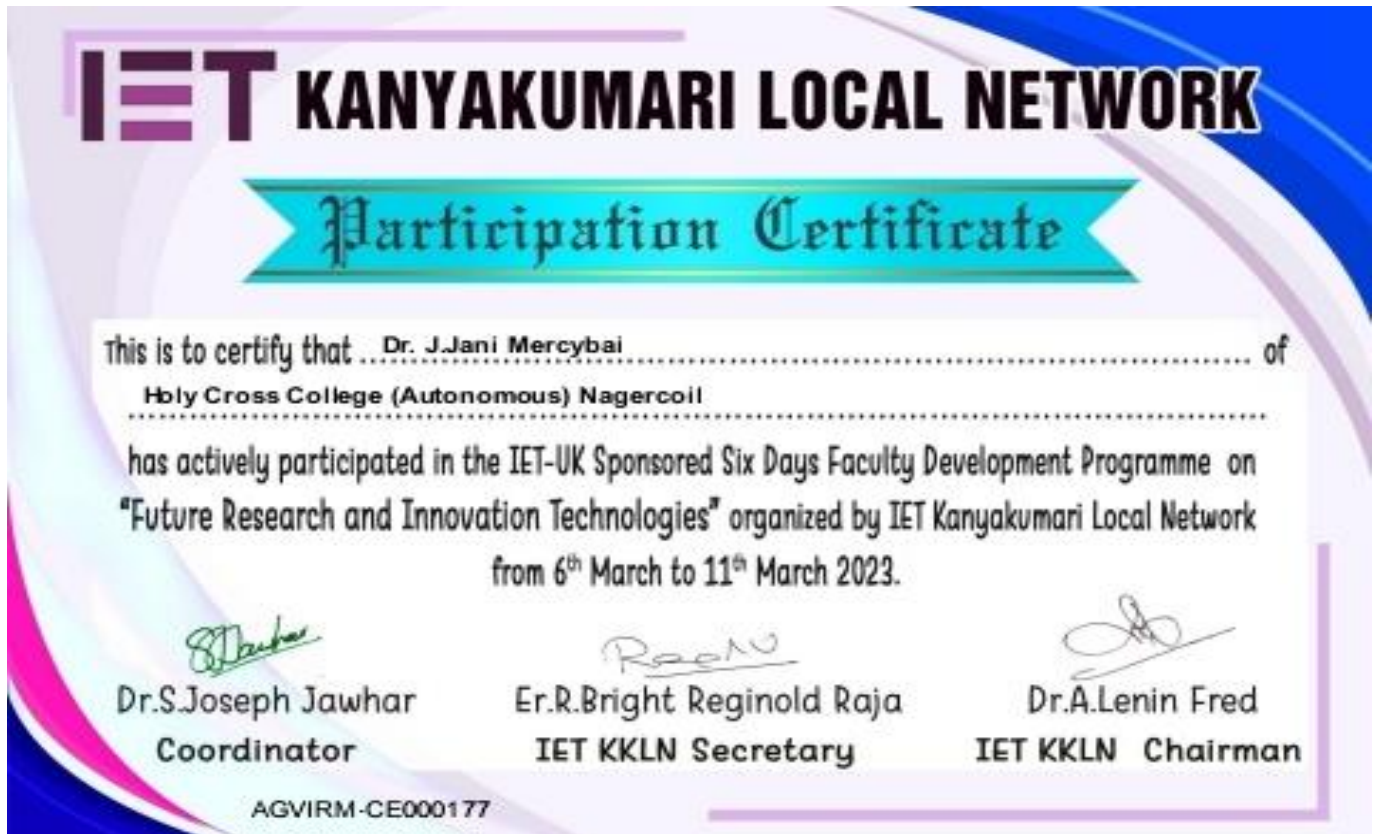 IET KANYAKUMARI LOCAL NETWORK
Participation Certificate
This is to certify that ..Dr. J.Jani Mercybai.......................................................................................... of
Holy Cross College (Autonomous) Nagercoil
has actively participated in the IET-UK Sponsored Six Days Faculty Development Programme on
"Future Research and Innovation Technologies" organized by IET Kanyakumari Local Network
from 6th March to 11th March 2023.
Dr.S.Joseph Jawhar Er.R.Bright Reginold Raja Dr.A.Lenin Fred
Coordinator IET KKLN Secretary IET KKLN Chairman
AGVIRM-CE000177